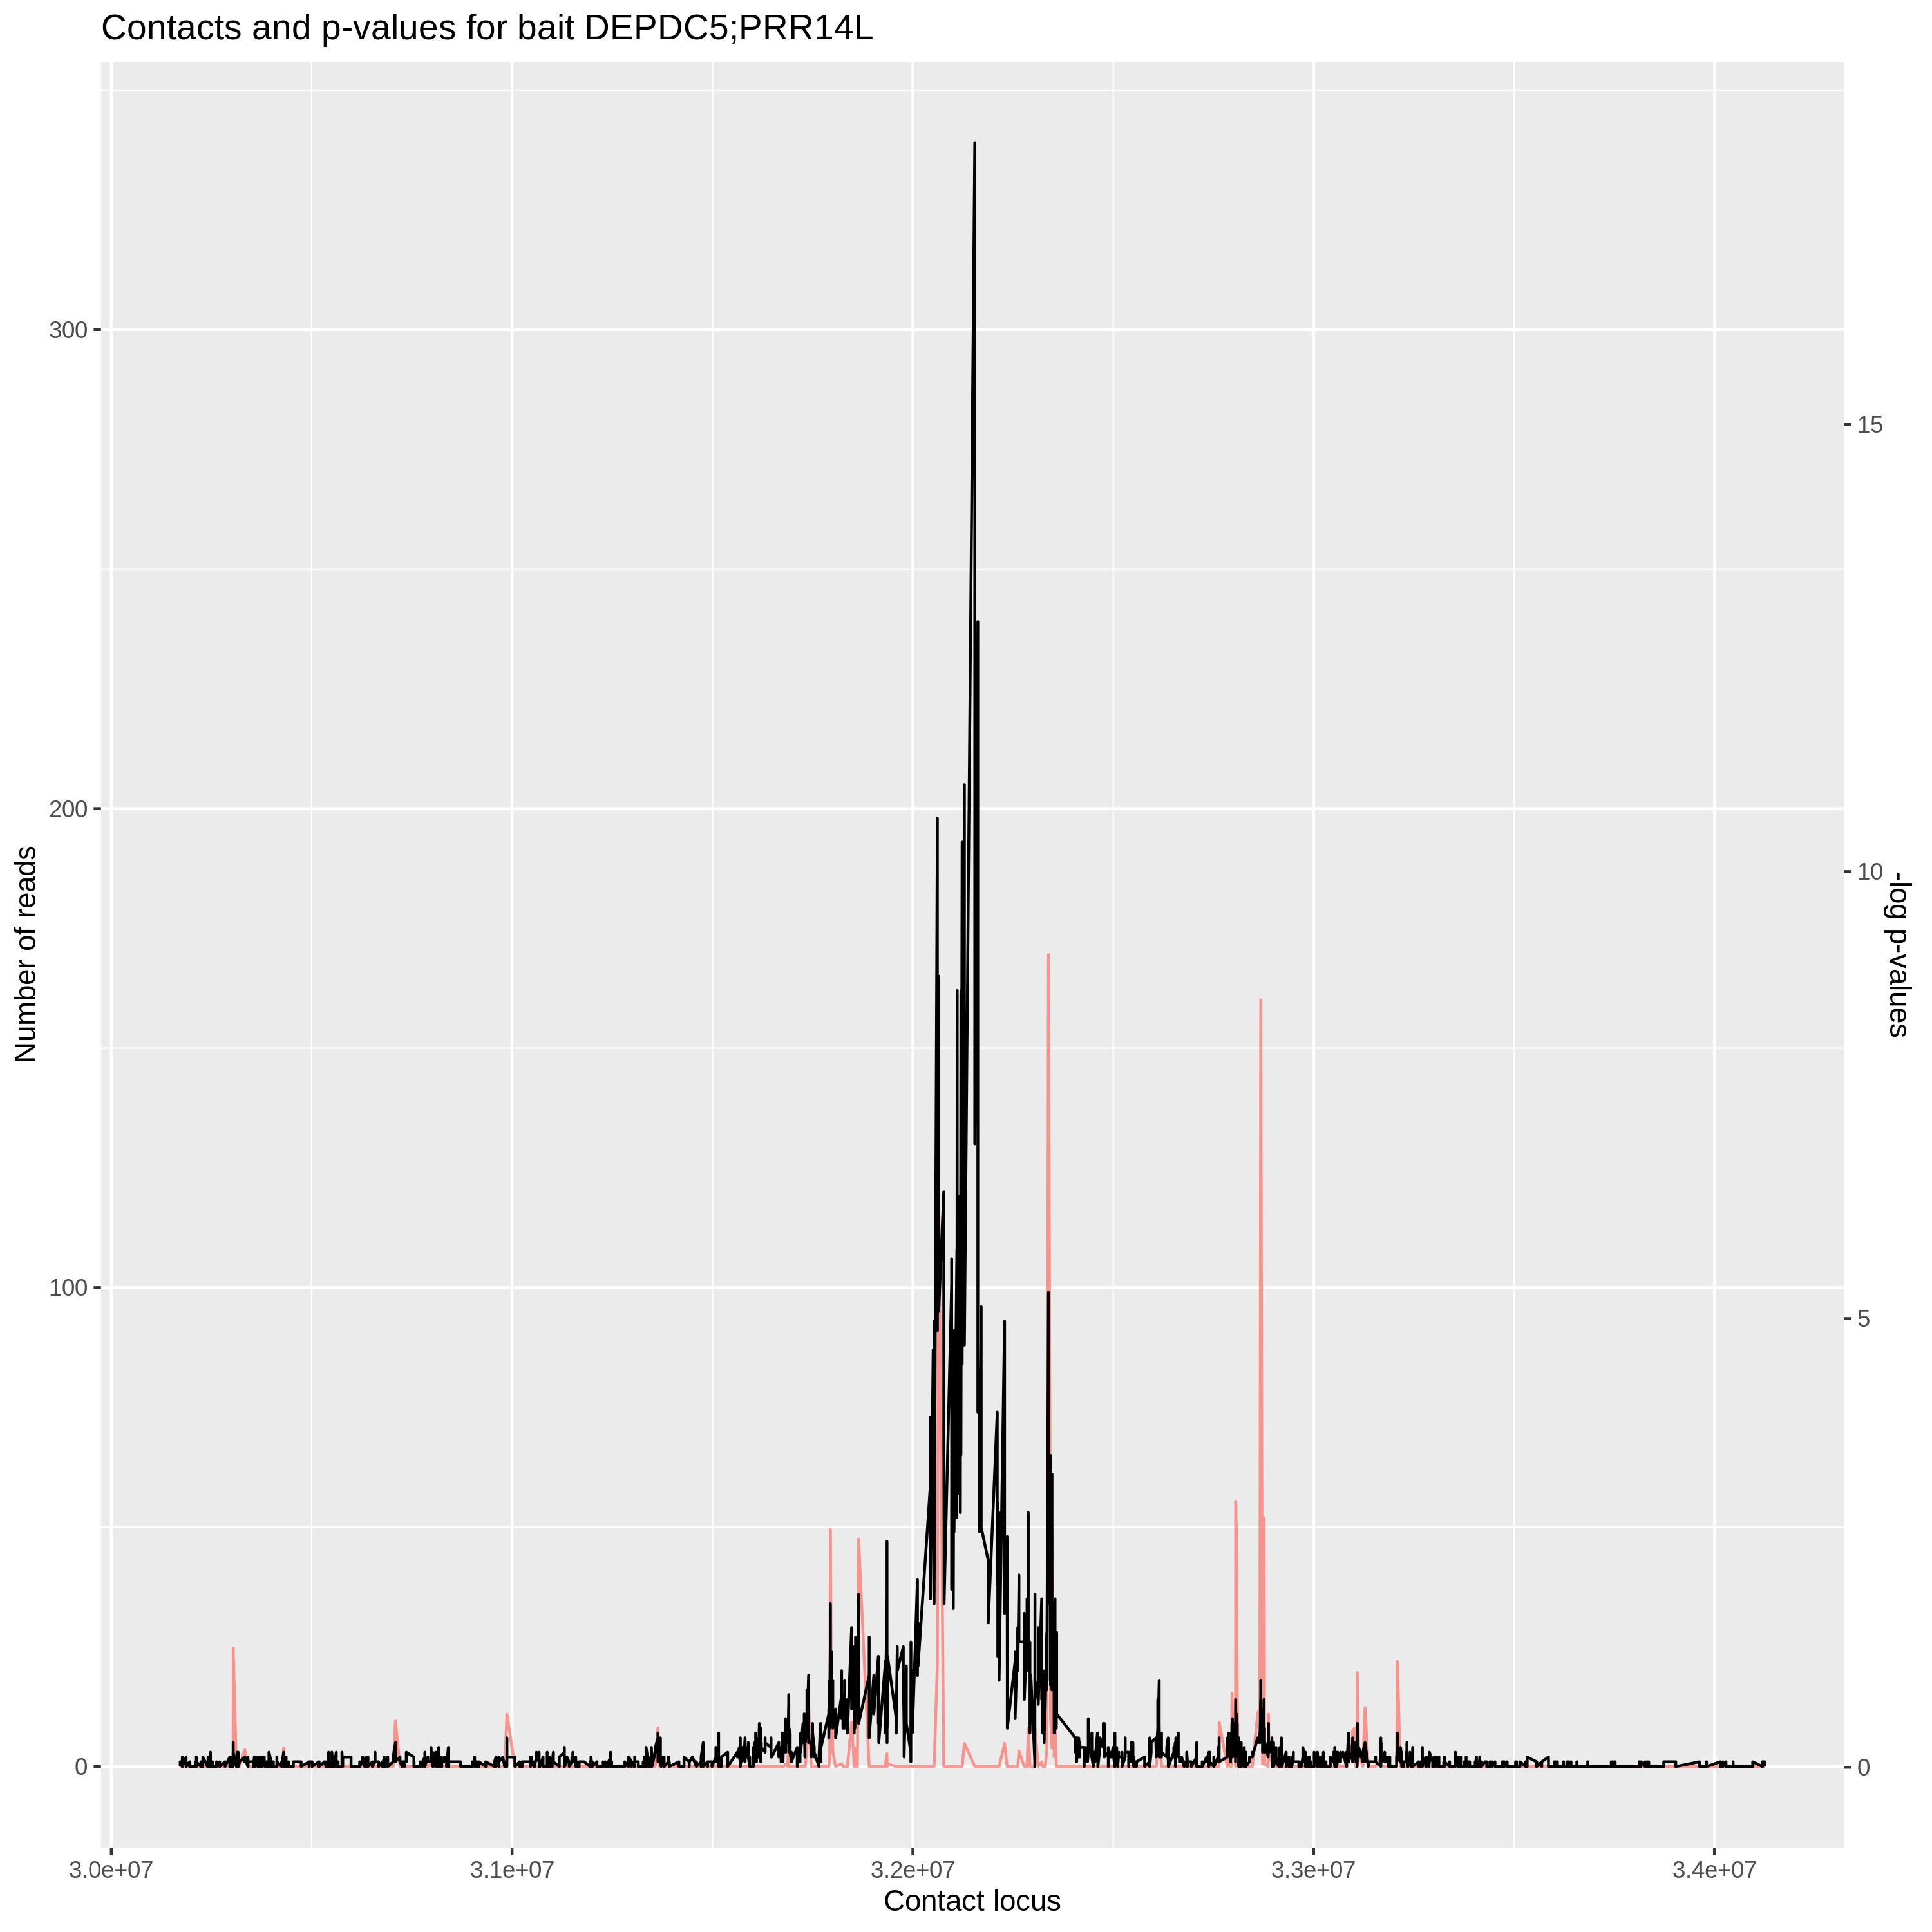 Contacts and p-values for bait DEPDC5;PRR14L
300
200
100
0
Number of reads
15
10
5
0
-log p-values
3.0e+07 3.1e+07 3.2e+07 3.3e+07 3.4e+07
Contact locus